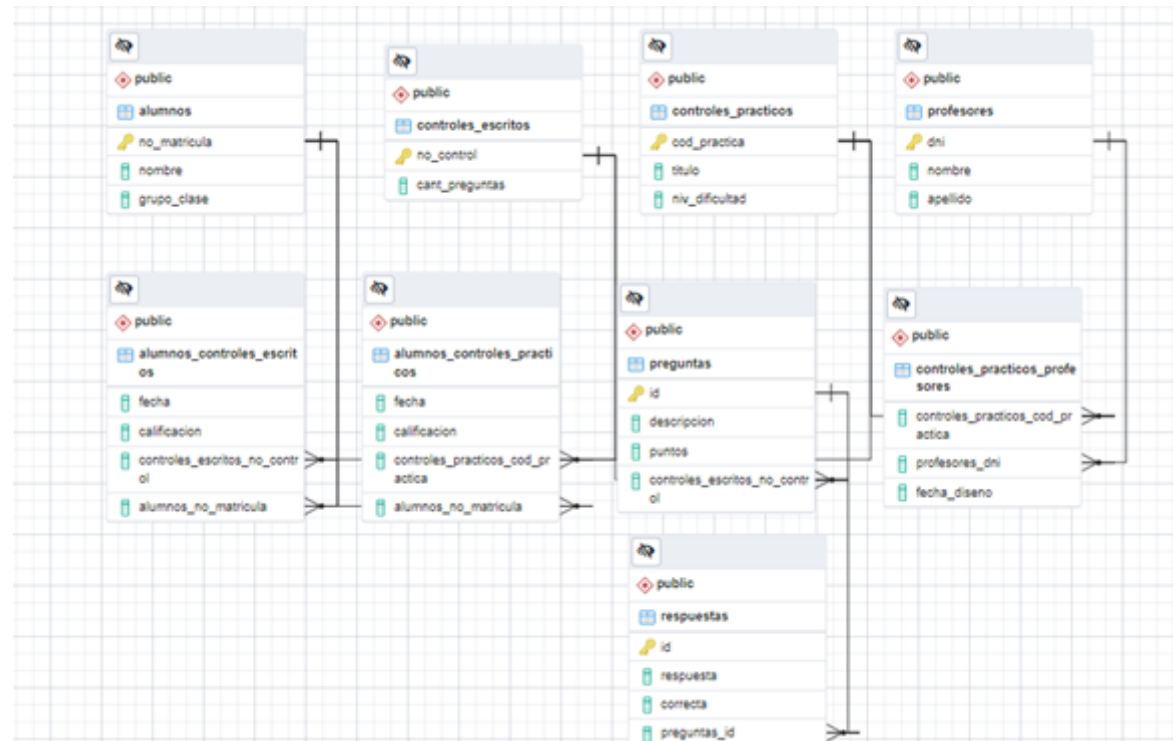 public
alumnos
no_matricula
nombre
grupo_clase
public
controles_escritos
no_control
cant_preguntas
public
controles_practicos
cod_practica
titulo
niv_dificultad
public
profesores
dni
nombre
apellido
public
alumnos_controles_escrit
os
fecha
calificacion
controles_escritos_no_contr
ol
alumnos_no_matricula
public
alumnos_controles_practi
cos
fecha
calificacion
controles_practicos_cod_pr
actica
alumnos_no_matricula
public
preguntas
id
descripcion
puntos
controles_escritos_no_contr
ol
public
controles_practicos_profe
sores
controles_practicos_cod_pr
actica
profesores_dni
fecha_diseno
public
respuestas
id
respuesta
correcta
preguntas_id